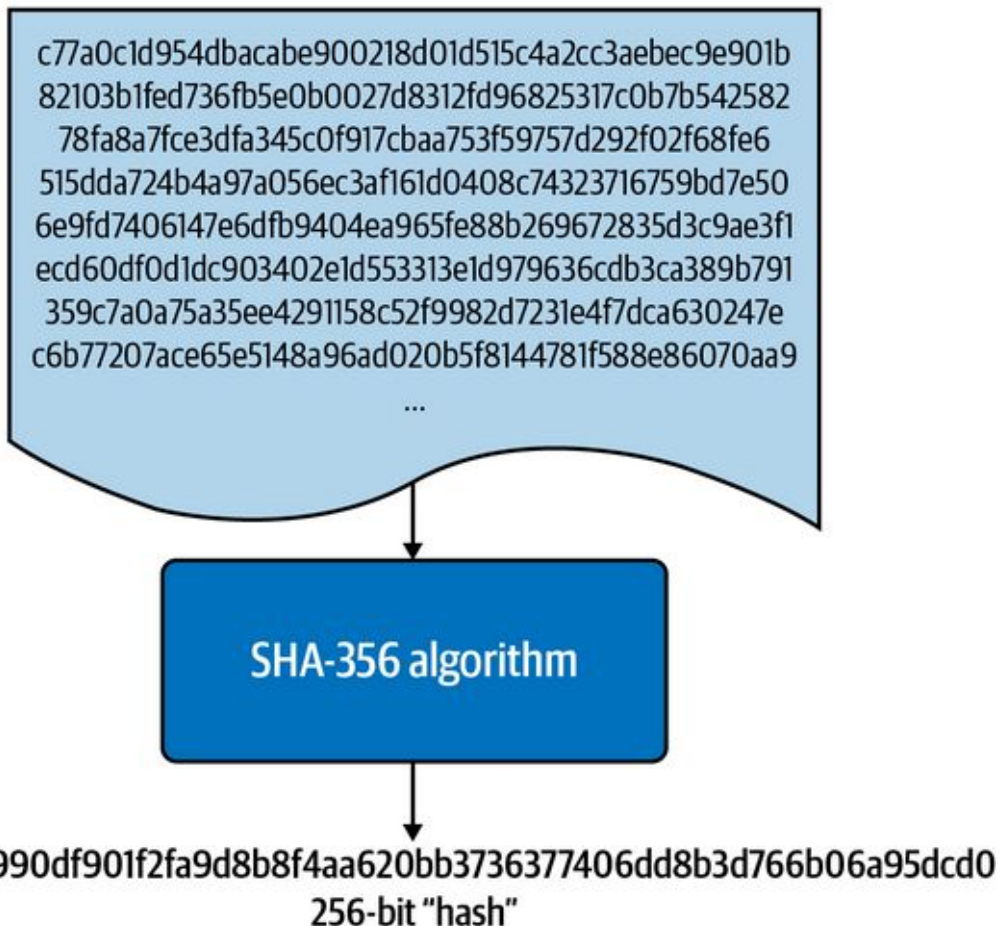 c77a0c1d954dbacabe900218d01d515c4a2cc3aebec9e901b
82103b1fed736fb5e0b0027d8312fd96825317c0b7b542582
78fa8a7fce3dfa345c0f917cbaa753f59757d292f02f68fe6
515dda724b4a97a056ec3af161d0408c74323716759bd7e50
6e9fd7406147e6dfb9404ea965fe88b269672835d3c9ae3f1
ecd60df0d1dc903402e1d553313e1d979636cdb3ca389b791
359c7a0a75a35ee4291158c52f9982d7231e4f7dca630247e
c6b77207ace65e5148a96ad020b5f8144781f588e86070aa9
...
SHA-356 algorithm
990df901f2fa9d8b8f4aa620bb3736377406dd8b3d766b06a95dcd0
256-bit “hash”